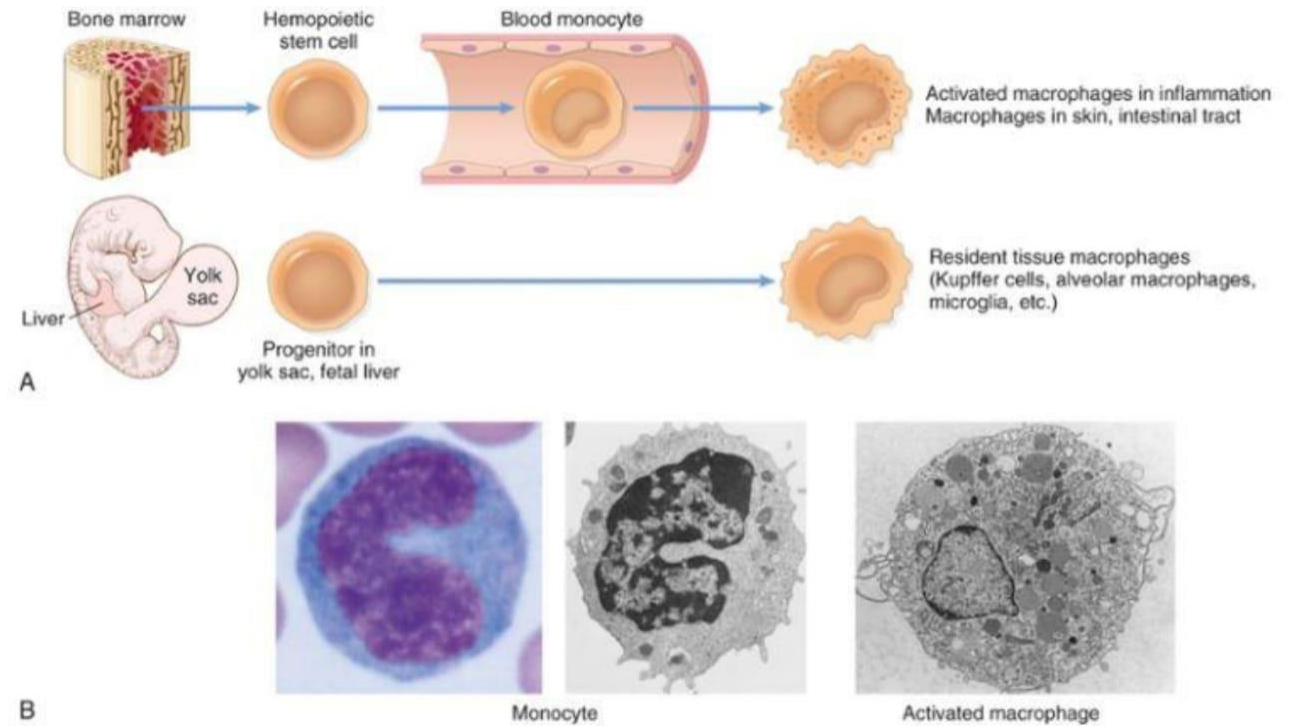 Bone marrow
Hemopoietic
stem cell
Blood monocyte
Activated macrophages in inflammation
Macrophages in skin, intestinal tract
Yolk
sac
Liver
Progenitor in
yolk sac, fetal liver
Resident tissue macrophages
(Kupffer cells, alveolar macrophages,
microglia, etc.)
A
B
Monocyte
Activated macrophage